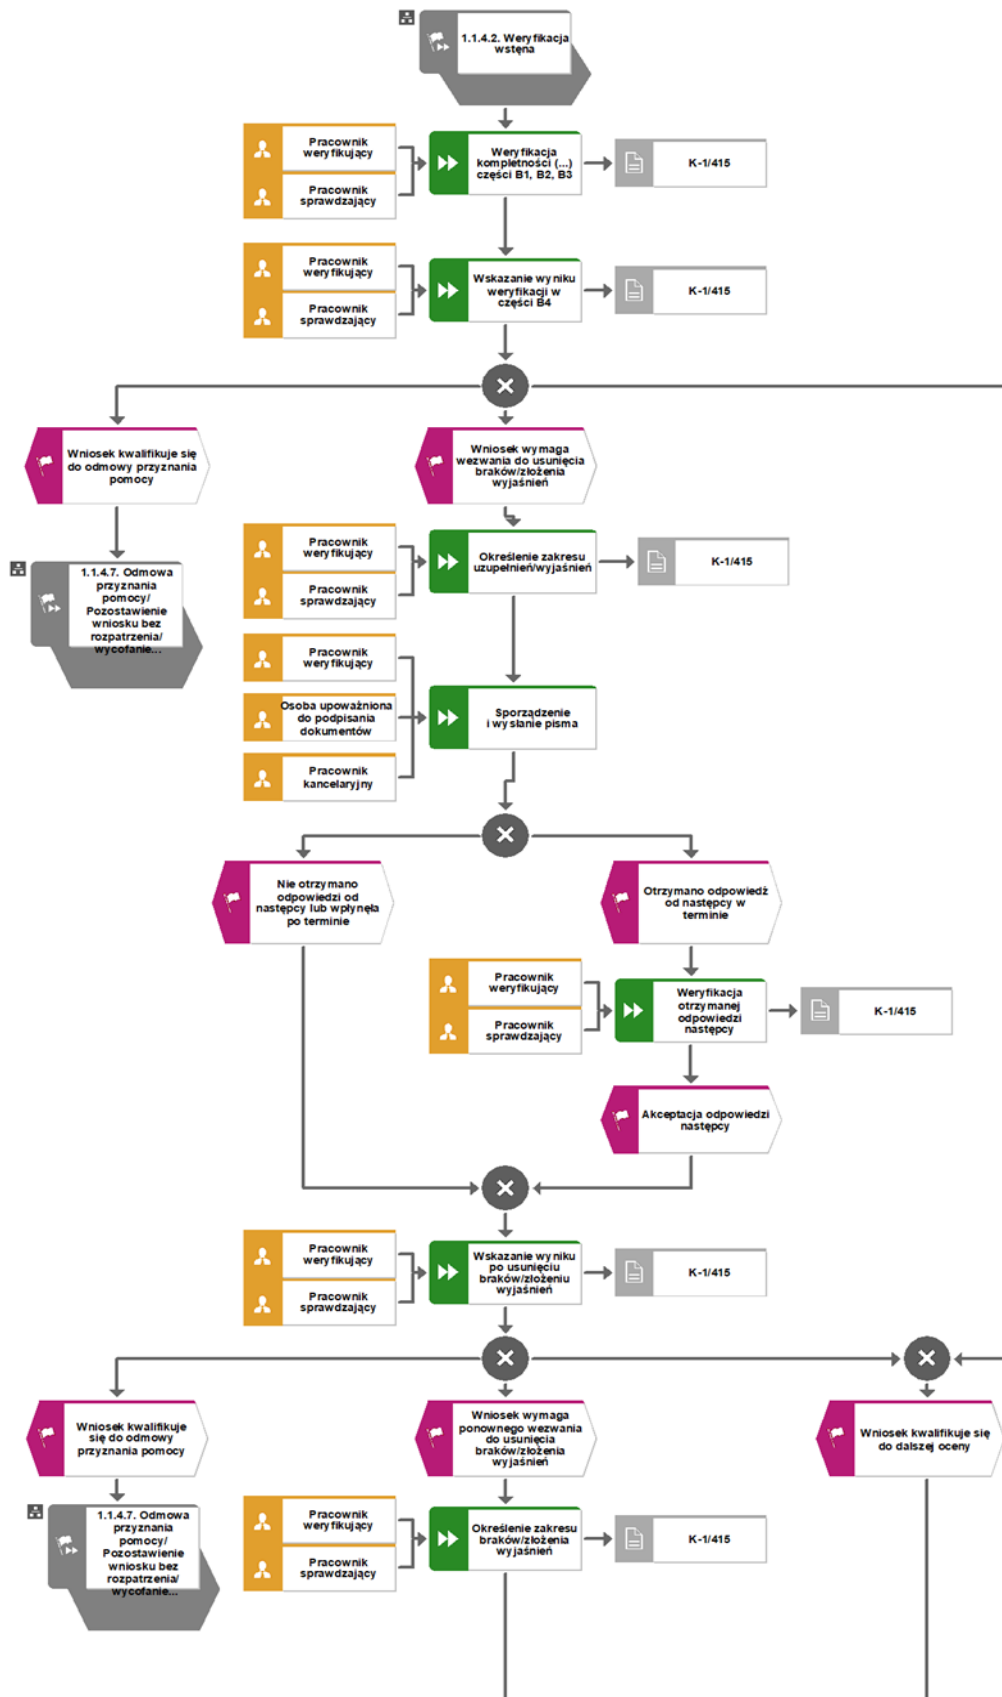 1.1.4.2. Weryfikacja
wstęna
Pracownik
weryfikujący
Pracownik
sprawdzający
Weryfikacja
kompletności (...)
części B1, B2, B3
K-1/415
Pracownik
weryfikujący
Pracownik
sprawdzający
Wskazanie wyniku
weryfikacji w
części B4
K-1/415
Wniosek kwalifikuje się
do odmowy przyznania
pomocy
Wniosek wymaga
wezwania do usunięcia
braków/złożenia
wyjaśnień
1.1.4.7. Odmowa
przyznania
pomocy/
Pozostawienie
wniosku bez
rozpatrzenia/
wycofanie...
Pracownik
weryfikujący
Pracownik
sprawdzający
Określenie zakresu
uzupełnień/wyjaśnień
K-1/415
Pracownik
weryfikujący
Osoba upoważniona
do podpisania
dokumentów
Pracownik
kancelaryjny
Sporządzenie
i wysłanie pisma
Nie otrzymano
odpowiedzi od
następcy lub wpłynęła
po terminie
Otrzymano odpowiedź
od następcy w
terminie
Pracownik
weryfikujący
Pracownik
sprawdzający
Weryfikacja
otrzymanej
odpowiedzi
następcy
K-1/415
Akceptacja odpowiedzi
następcy
Pracownik
weryfikujący
Pracownik
sprawdzający
Wskazanie wyniku
po usunięciu
braków/złożeniu
wyjaśnień
K-1/415
Wniosek kwalifikuje
się do odmowy
przyznania pomocy
Wniosek wymaga
ponownego wezwania
do usunięcia
braków/złożenia
wyjaśnień
Wniosek kwalifikuje się
do dalszej oceny
1.1.4.7. Odmowa
przyznania
pomocy/
Pozostawienie
wniosku bez
rozpatrzenia/
wycofanie...
Pracownik
weryfikujący
Pracownik
sprawdzający
Określenie zakresu
braków/złożenia
wyjaśnień
K-1/415